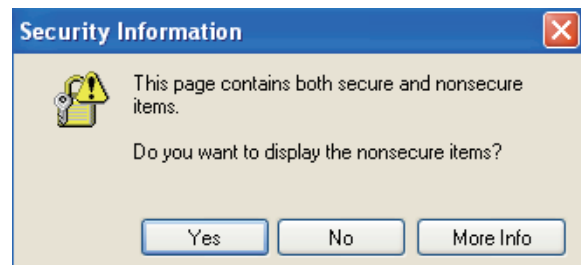 Security Information
This page contains both secure and nonsecure
items.
Do you want to display the nonsecure items?
Yes
No
More Info